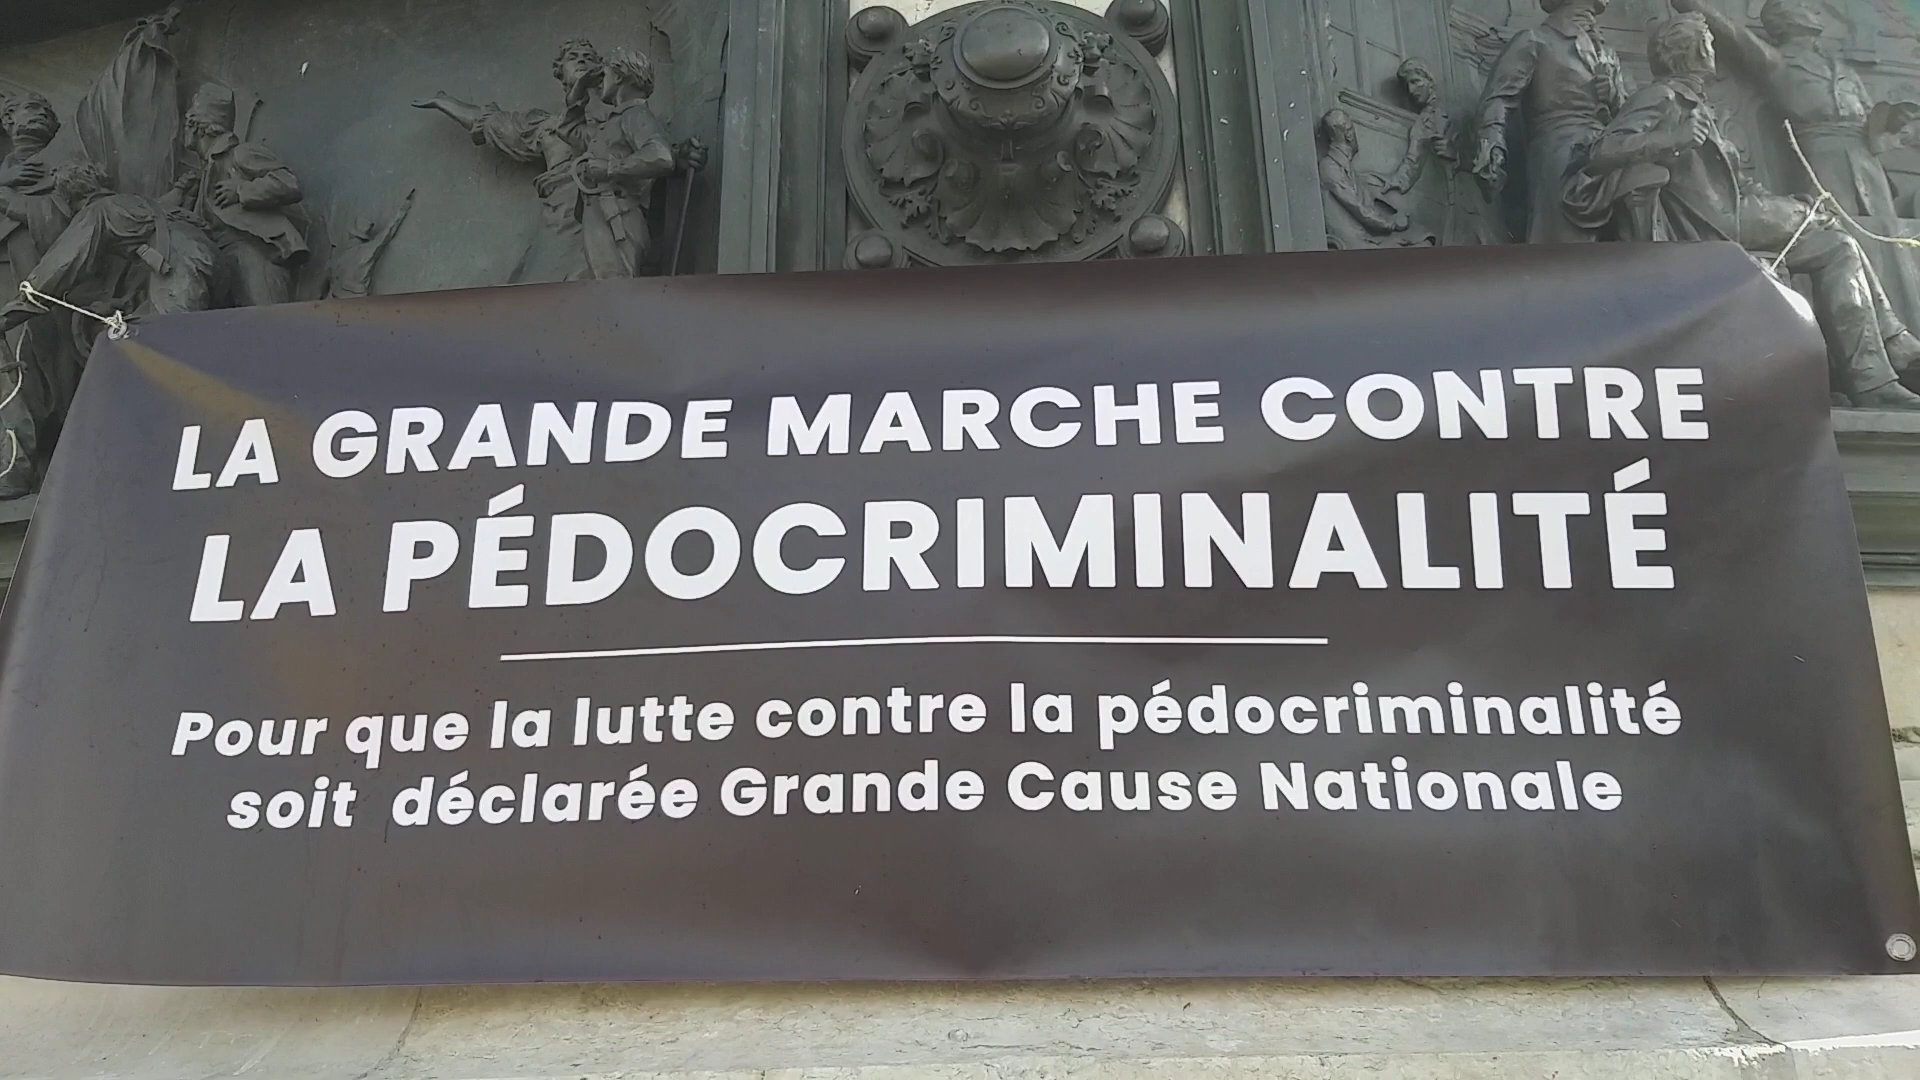 LA GRANDE MARCHE CONTRE
LA PÉDOCRIMINALITÉ
Pour que la lutte contre la pédocriminalité
soit déclarée Grande Cause Nationale